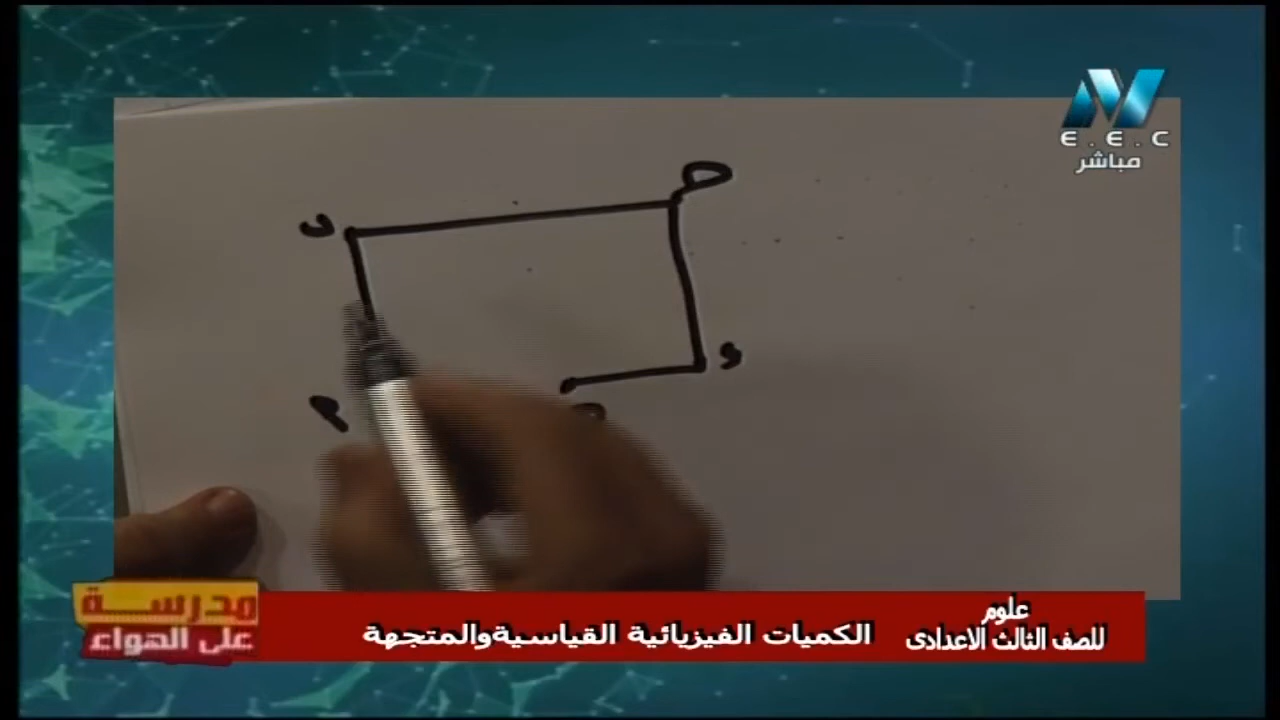 E.E.C
مباشر
م
و
مدرسة
على الهواء
علوم
للصف الثالث الاعدادى
الكميات الفيزيائية القياسيةوالمتجهة